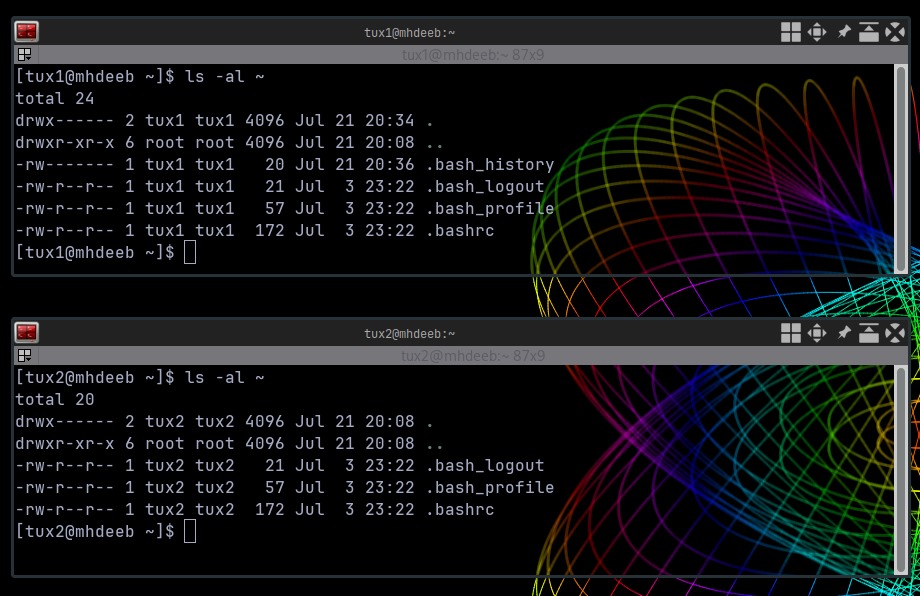 tux1@mhdeeb:~
tux1@mhdeeb:~ 87x9
[tux1@mhdeeb ~]$ ls -al ~
total 24
drwx------ 2 tux1 tux1 4096 Jul 21 20:34 .
drwxr-xr-x 6 root root 4096 Jul 21 20:08 ..
-rw------- 1 tux1 tux1   20 Jul 21 20:36 .bash_history
-rw-r--r-- 1 tux1 tux1   21 Jul  3 23:22 .bash_logout
-rw-r--r-- 1 tux1 tux1   57 Jul  3 23:22 .bash_profile
-rw-r--r-- 1 tux1 tux1  172 Jul  3 23:22 .bashrc
[tux1@mhdeeb ~]$
tux2@mhdeeb:~
tux2@mhdeeb:~ 87x9
[tux2@mhdeeb ~]$ ls -al ~
total 20
drwx------ 2 tux2 tux2 4096 Jul 21 20:08 .
drwxr-xr-x 6 root root 4096 Jul 21 20:08 ..
-rw-r--r-- 1 tux2 tux2   21 Jul  3 23:22 .bash_logout
-rw-r--r-- 1 tux2 tux2   57 Jul  3 23:22 .bash_profile
-rw-r--r-- 1 tux2 tux2  172 Jul  3 23:22 .bashrc
[tux2@mhdeeb ~]$